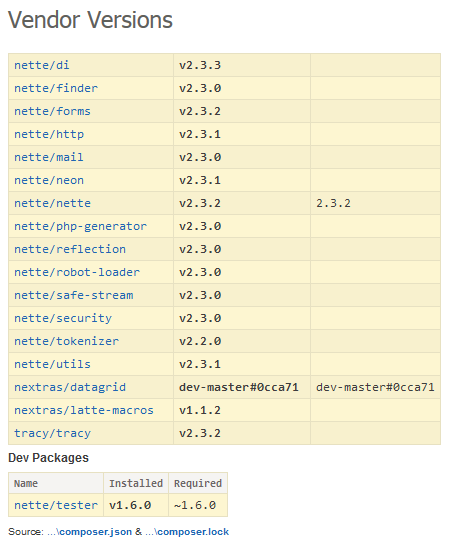 Vendor Versions
nette/di v2.3.3
nette/finder v2.3.0
nette/forms v2.3.2
nette/http v2.3.1
nette/mail v2.3.0
nette/neon v2.3.1
nette/nette v2.3.2 2.3.2
nette/php-generator v2.3.0
nette/reflection v2.3.0
nette/robot-loader v2.3.0
nette/safe-stream v2.3.0
nette/security v2.3.0
nette/tokenizer v2.2.0
nette/utils v2.3.1
nextras/datagrid dev-master#0cca71 dev-master#0cca71
nextras/latte-macros v1.1.2
tracy/tracy v2.3.2
Dev Packages
Name Installed Required
nette/tester v1.6.0 ~1.6.0
Source: ...\composer.json & ...\composer.lock